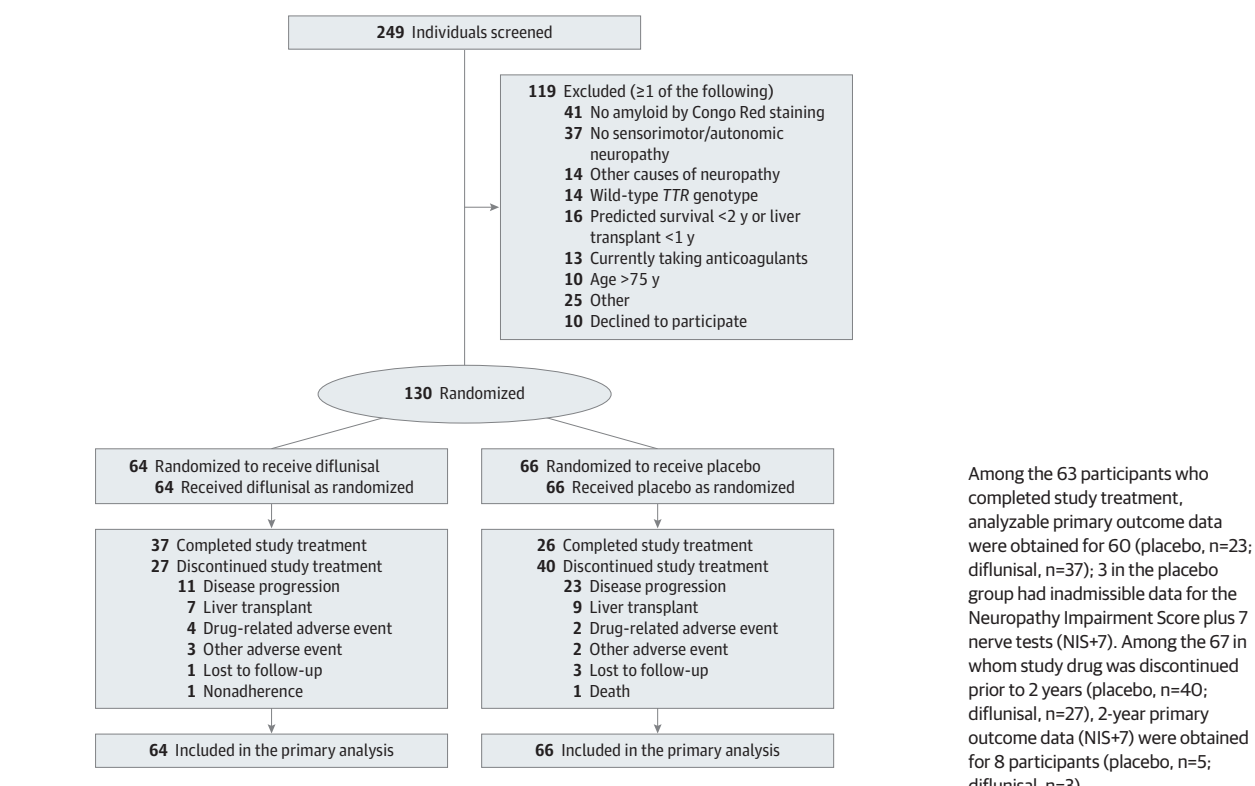 249 Individuals screened
119 Excluded (≥1 of the following)
41 No amyloid by Congo Red staining
37 No sensorimotor/autonomic
neuropathy
14 Other causes of neuropathy
14 Wild-type TTR genotype
16 Predicted survival <2 y or liver
transplant <1 y
13 Currently taking anticoagulants
10 Age >75 y
25 Other
10 Declined to participate
130 Randomized
64 Randomized to receive diflunisal
64 Received diflunisal as randomized
66 Randomized to receive placebo
66 Received placebo as randomized
37 Completed study treatment
27 Discontinued study treatment
11 Disease progression
7 Liver transplant
4 Drug-related adverse event
3 Other adverse event
1 Lost to follow-up
1 Nonadherence
26 Completed study treatment
40 Discontinued study treatment
23 Disease progression
9 Liver transplant
2 Drug-related adverse event
2 Other adverse event
3 Lost to follow-up
1 Death
64 Included in the primary analysis
66 Included in the primary analysis
Among the 63 participants who
completed study treatment,
analyzable primary outcome data
were obtained for 60 (placebo, n=23;
diflunisal, n=37); 3 in the placebo
group had inadmissible data for the
Neuropathy Impairment Score plus 7
nerve tests (NIS+7). Among the 67 in
whom study drug was discontinued
prior to 2 years (placebo, n=40;
diflunisal, n=27), 2-year primary
outcome data (NIS+7) were obtained
for 8 participants (placebo, n=5;
diflunisal, n=3)